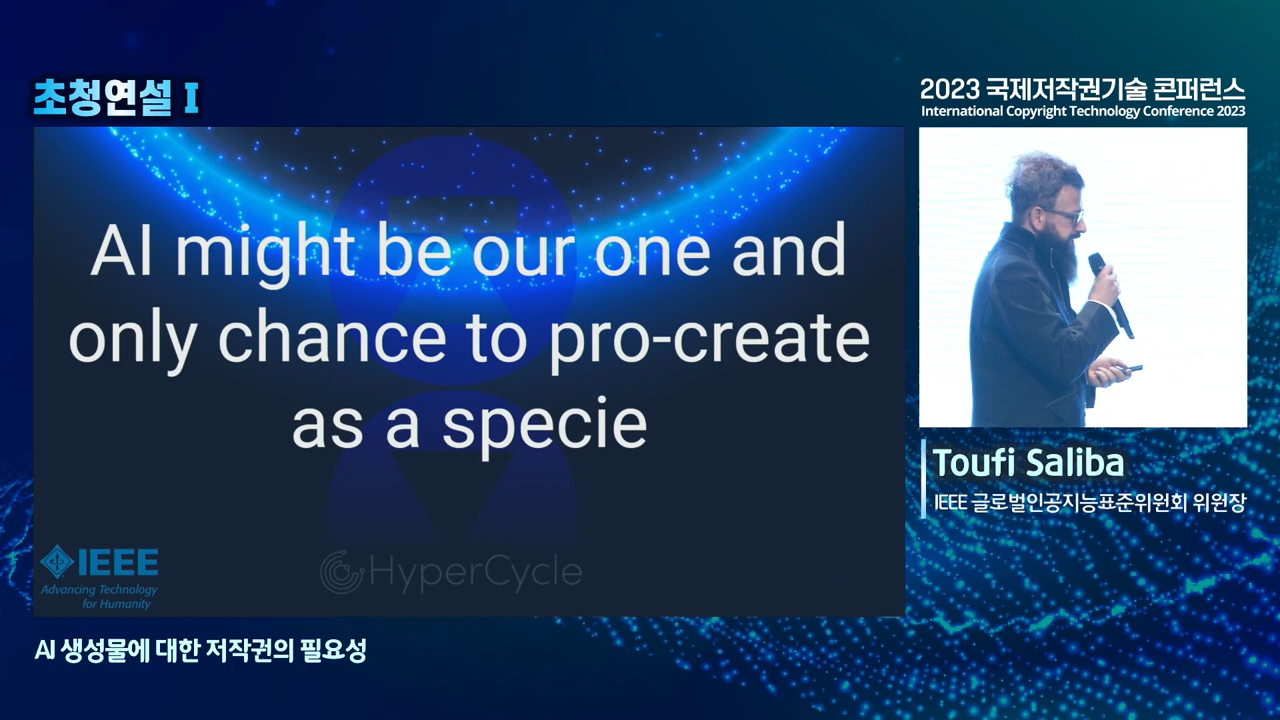 초청연설 I
2023 국제저작권기술 콘퍼런스
International Copyright Technology Conference 2023
AI might be our one and
only chance to pro-create
as a specie
IEEE
Advancing Technology
for Humanity
HyperCycle
Toufi Saliba
IEEE 글로벌인공지능표준위원회 위원장
AI 생성물에 대한 저작권의 필요성